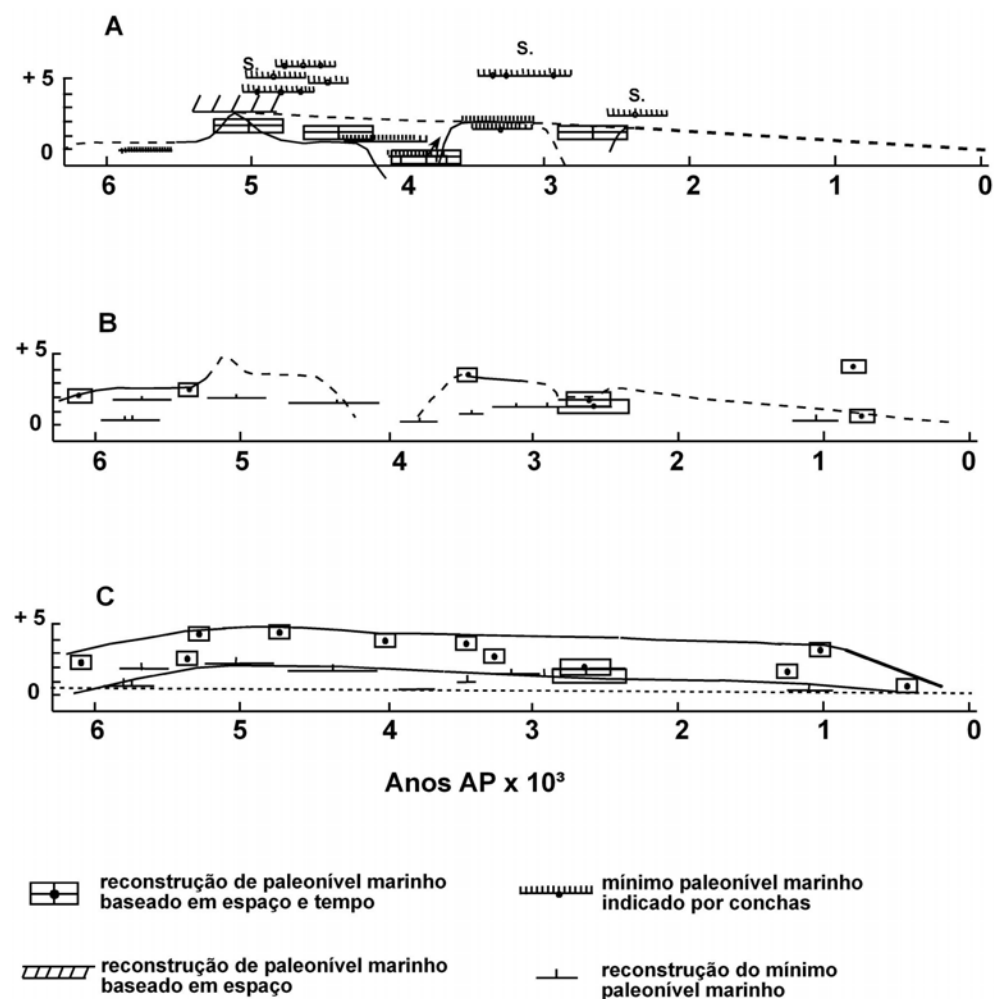 A
S.
S.
S.
+ 5
0
6 5 4 3 2 1 0
B
+ 5
0
6 5 4 3 2 1 0
C
+ 5
0
6 5 4 3 2 1 0
Anos AP x 10³
reconstrução de paleonível marinho
baseado em espaço e tempo
mínimo paleonível marinho
indicado por conchas
reconstrução de paleonível marinho
baseado em espaço
reconstrução do mínimo
paleonível marinho